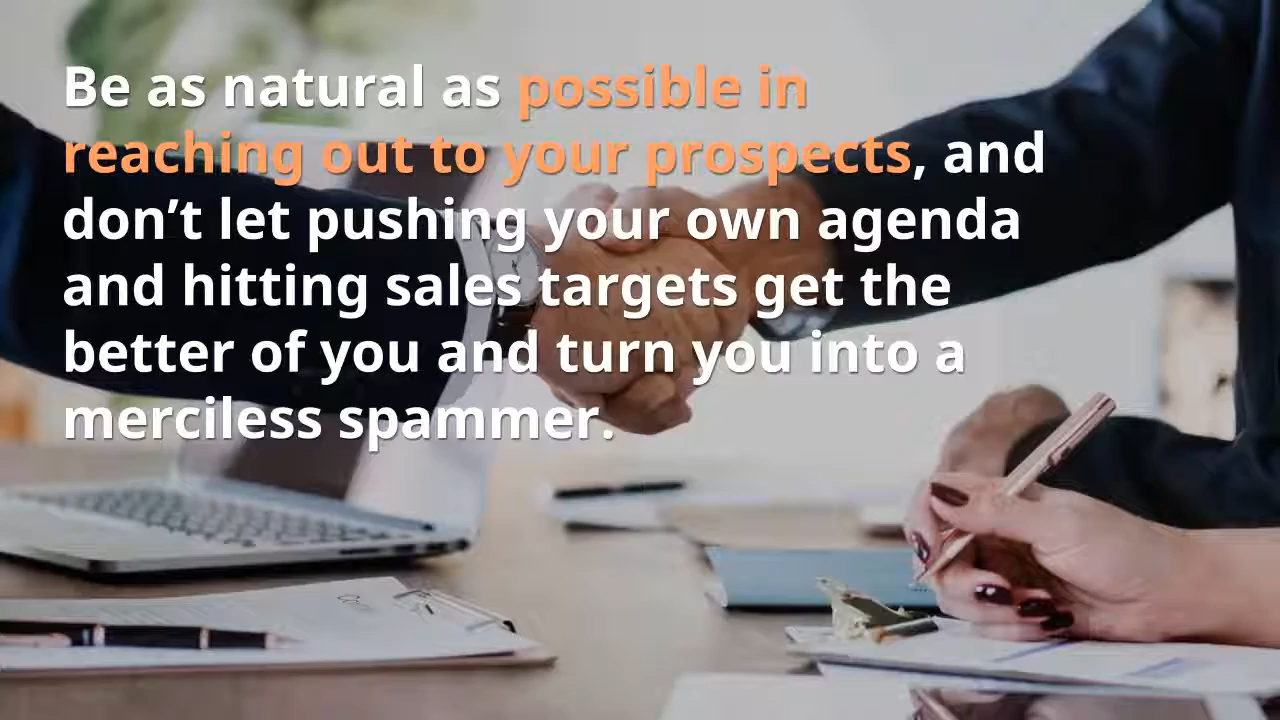 Be as natural as possible in
reaching out to your prospects, and
don’t let pushing your own agenda
and hitting sales targets get the
better of you and turn you into a
merciless spammer.